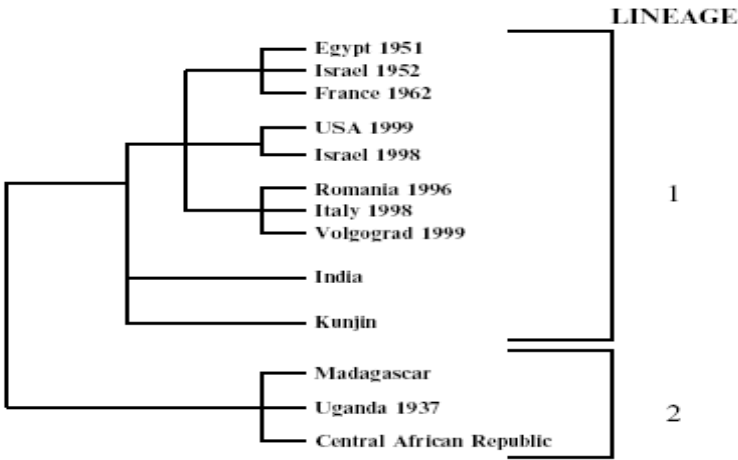 LINEAGE
Egypt 1951
Israel 1952
France 1962
USA 1999
Israel 1998
Romania 1996
Italy 1998
Volgograd 1999
1
India
Kunjin
Madagascar
Uganda 1937
2
Central African Republic